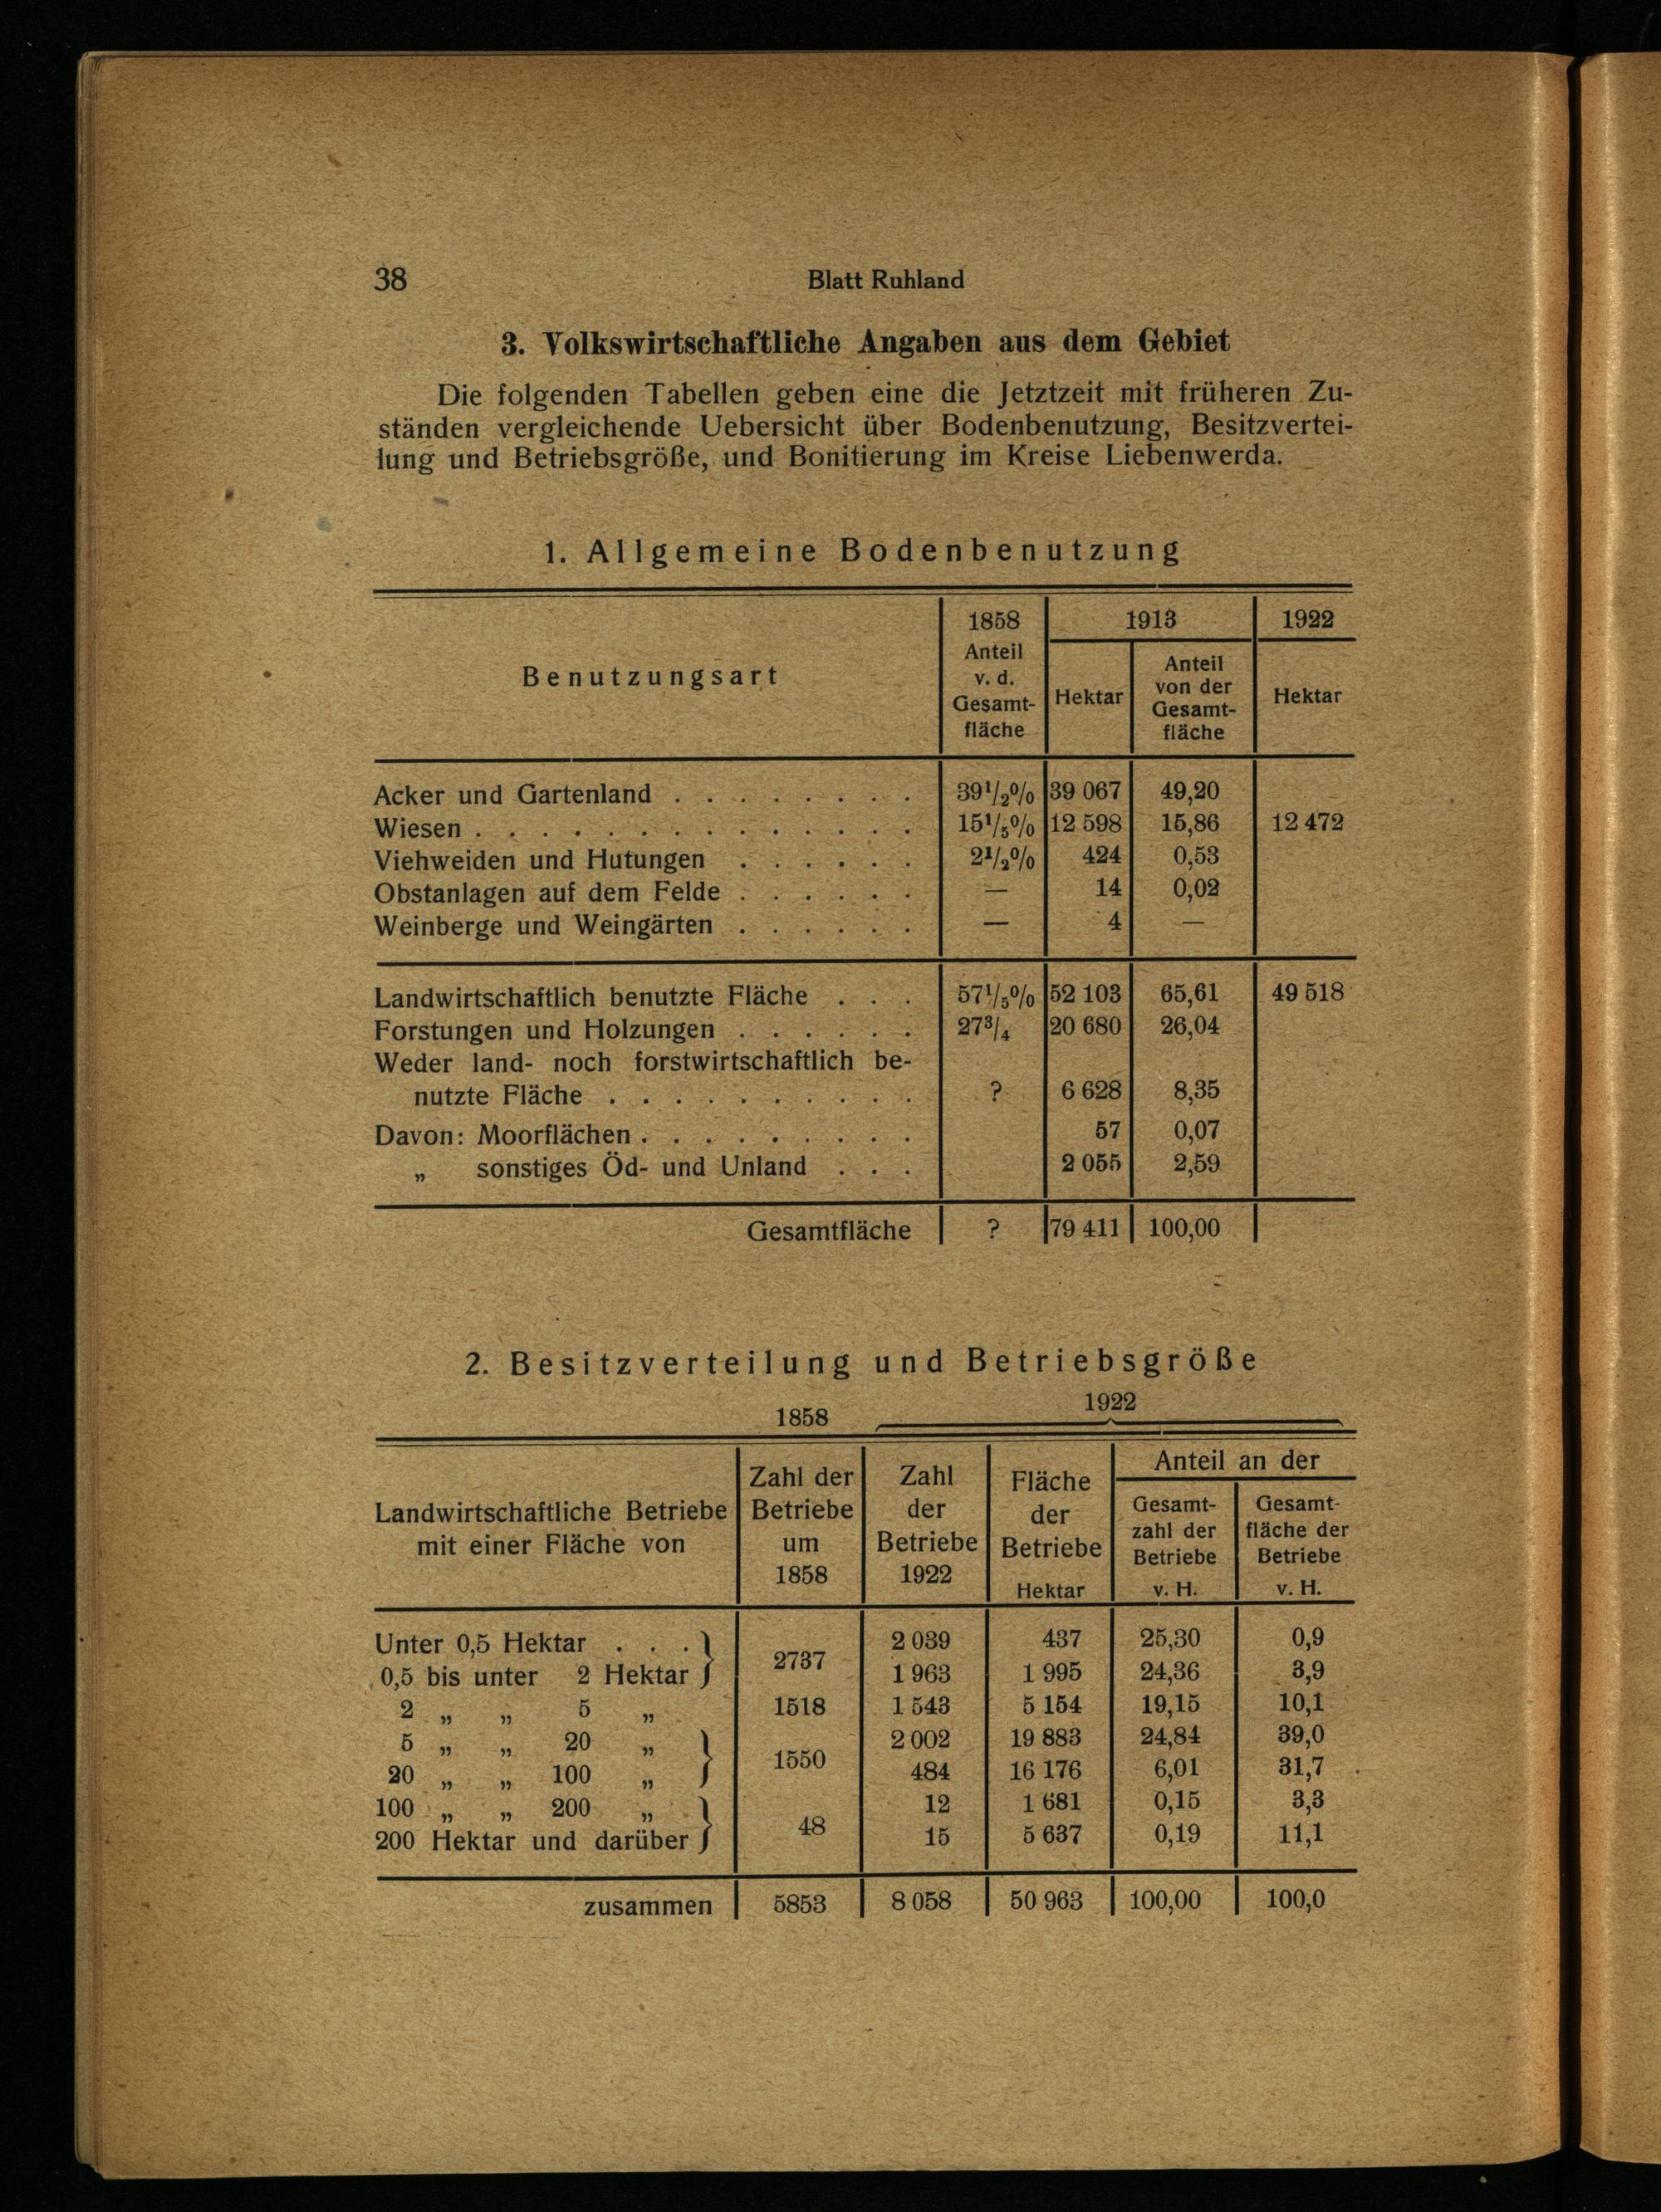 38 Blatt Ruhland
3. Volkswirtschaftliche Angaben aus dem Gebiet
Die folgenden Tabellen geben eine die Jetztzeit mit früheren Zu-
ständen vergleichende Uebersicht über Bodenbenutzung, Besitzvertei-
lung und Betriebsgröße, und Bonitierung im Kreise Liebenwerda.
1. Allgemeine Bodenbenutzung
Benutzungsart
1858
Anteil
v. d.
Gesamt-
fläche
1913
Hektar
Anteil
von der
Gesamt-
fläche
1922
Hektar
Acker und Gartenland . . . . . . . . 39¹/₂% 39 067 49,20
Wiesen . . . . . . . . . . . . . . 15¹/₅% 12 598 15,86 12 472
Viehweiden und Hutungen . . . . . . 2¹/₂% 424 0,53
Obstanlagen auf dem Felde . . . . . . — 14 0,02
Weinberge und Weingärten . . . . . . — 4 —
Landwirtschaftlich benutzte Fläche . . . 57¹/₅% 52 103 65,61 49 518
Forstungen und Holzungen . . . . . . 27³/₄ 20 680 26,04
Weder land- noch forstwirtschaftlich be-
nutzte Fläche . . . . . . . . . . ? 6 628 8,35
Davon: Moorflächen . . . . . . . . . 57 0,07
„ sonstiges Öd- und Unland . . . 2 055 2,59
Gesamtfläche ? 79 411 100,00
2. Besitzverteilung und Betriebsgröße
1858 1922
Landwirtschaftliche Betriebe
mit einer Fläche von
Zahl der
Betriebe
um
1858
Zahl
der
Betriebe
1922
Fläche
der
Betriebe
Hektar
Anteil an der
Gesamt-
zahl der
Betriebe
v. H.
Gesamt-
fläche der
Betriebe
v. H.
Unter 0,5 Hektar . . . } 2737 2 039 437 25,30 0,9
0,5 bis unter 2 Hektar 1 963 1 995 24,36 3,9
2 „ „ 5 „ 1518 1 543 5 154 19,15 10,1
5 „ „ 20 „ } 1550 2 002 19 883 24,84 39,0
20 „ „ 100 „ 484 16 176 6,01 31,7
100 „ „ 200 „ } 48 12 1 681 0,15 3,3
200 Hektar und darüber 15 5 637 0,19 11,1
zusammen 5853 8 058 50 963 100,00 100,0